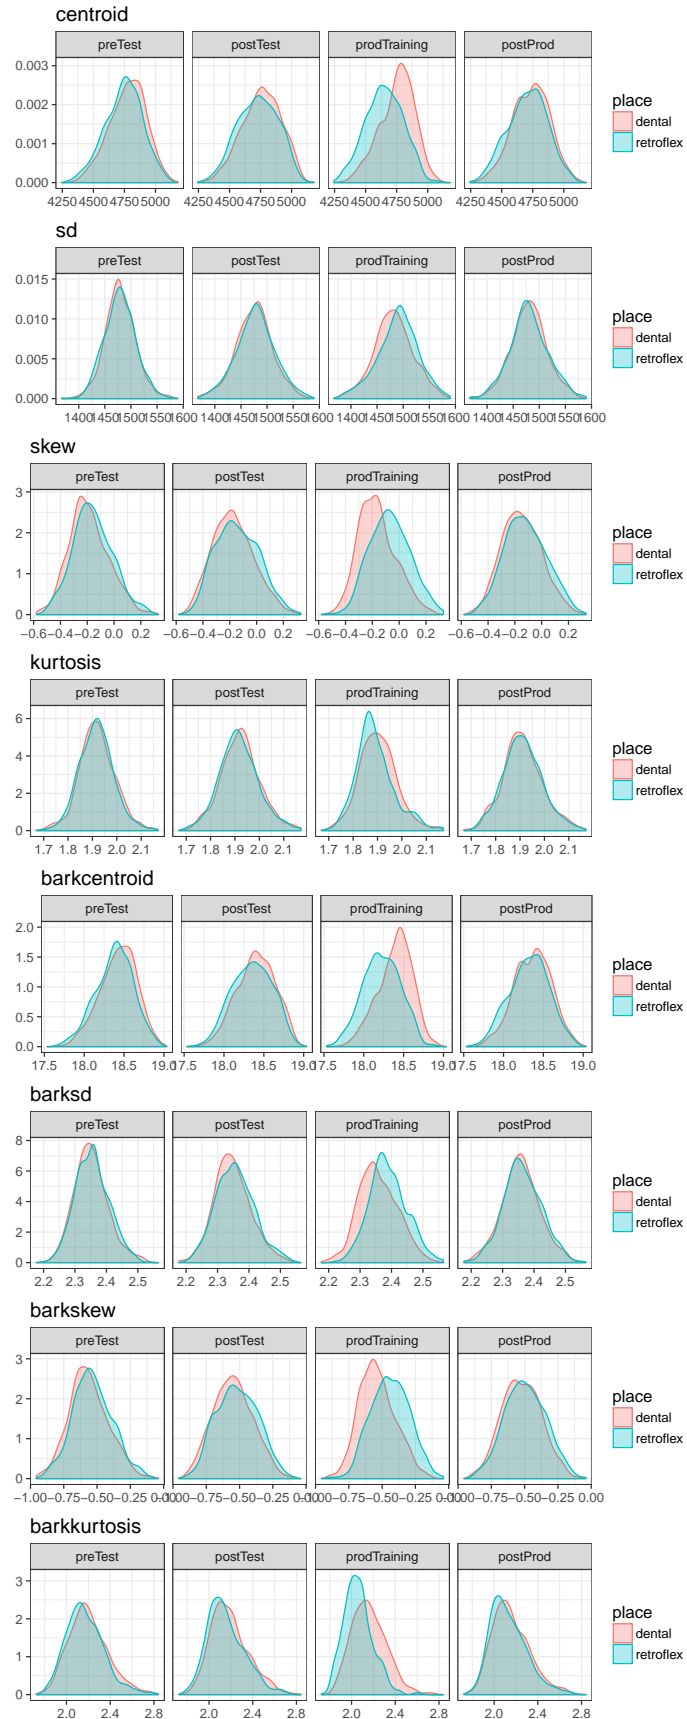 centroid
preTest postTest prodTraining postProd
0.003
0.002
0.001
0.000
4250 4500 4750 5000 4250 4500 4750 5000 4250 4500 4750 5000 4250 4500 4750 5000
place
dental
retroflex
sd
preTest postTest prodTraining postProd
0.015
0.010
0.005
0.000
1400 1450 1500 1550 1600 1400 1450 1500 1550 1600 1400 1450 1500 1550 1600 1400 1450 1500 1550 1600
place
dental
retroflex
skew
preTest postTest prodTraining postProd
3
2
1
0
−0.6 −0.4 −0.2 0.0 0.2 −0.6 −0.4 −0.2 0.0 0.2 −0.6 −0.4 −0.2 0.0 0.2 −0.6 −0.4 −0.2 0.0 0.2
place
dental
retroflex
kurtosis
preTest postTest prodTraining postProd
6
4
2
0
1.7 1.8 1.9 2.0 2.1 1.7 1.8 1.9 2.0 2.1 1.7 1.8 1.9 2.0 2.1 1.7 1.8 1.9 2.0 2.1
place
dental
retroflex
barkcentroid
preTest postTest prodTraining postProd
2.0
1.5
1.0
0.5
0.0
17.5 18.0 18.5 19.0 17.5 18.0 18.5 19.0 17.5 18.0 18.5 19.0 17.5 18.0 18.5 19.0
place
dental
retroflex
barksd
preTest postTest prodTraining postProd
8
6
4
2
0
2.2 2.3 2.4 2.5 2.2 2.3 2.4 2.5 2.2 2.3 2.4 2.5 2.2 2.3 2.4 2.5
place
dental
retroflex
barkskew
preTest postTest prodTraining postProd
3
2
1
0
−1.00 −0.75 −0.50 −0.25 0.00 −1.00 −0.75 −0.50 −0.25 0.00 −1.00 −0.75 −0.50 −0.25 0.00 −1.00 −0.75 −0.50 −0.25 0.00
place
dental
retroflex
barkkurtosis
preTest postTest prodTraining postProd
3
2
1
0
2.0 2.4 2.8 2.0 2.4 2.8 2.0 2.4 2.8 2.0 2.4 2.8
place
dental
retroflex